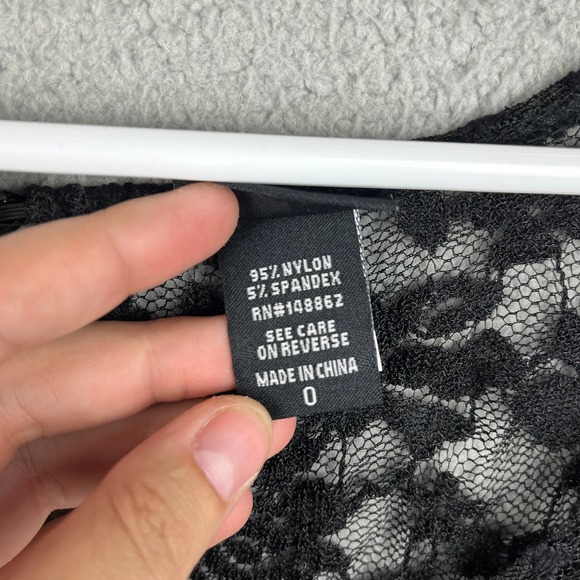 95% NYLON
5% SPANDEX
RN#148862
SEE CARE
ON REVERSE
MADE IN CHINA
0